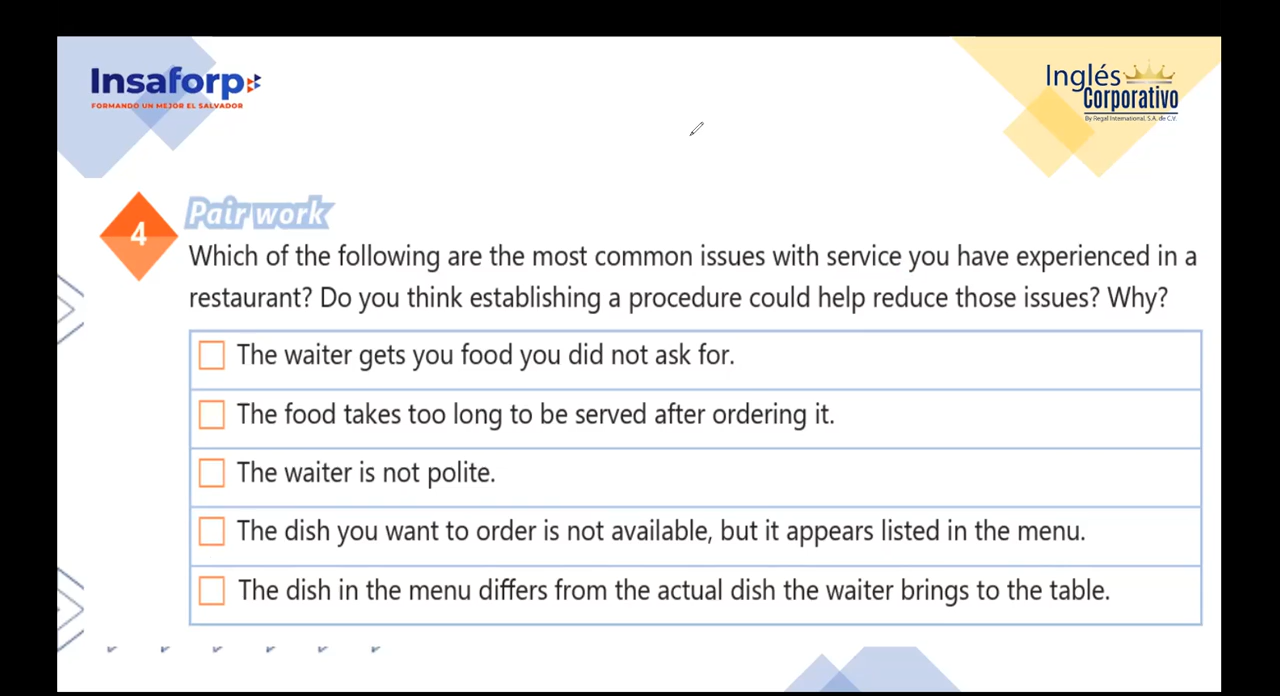 Insaforp
FORMANDO UN MEJOR EL SALVADOR
Inglés
Corporativo
By Regal International, S.A. de C.V.
4
Pair work
Which of the following are the most common issues with service you have experienced in a
restaurant? Do you think establishing a procedure could help reduce those issues? Why?
The waiter gets you food you did not ask for.
The food takes too long to be served after ordering it.
The waiter is not polite.
The dish you want to order is not available, but it appears listed in the menu.
The dish in the menu differs from the actual dish the waiter brings to the table.